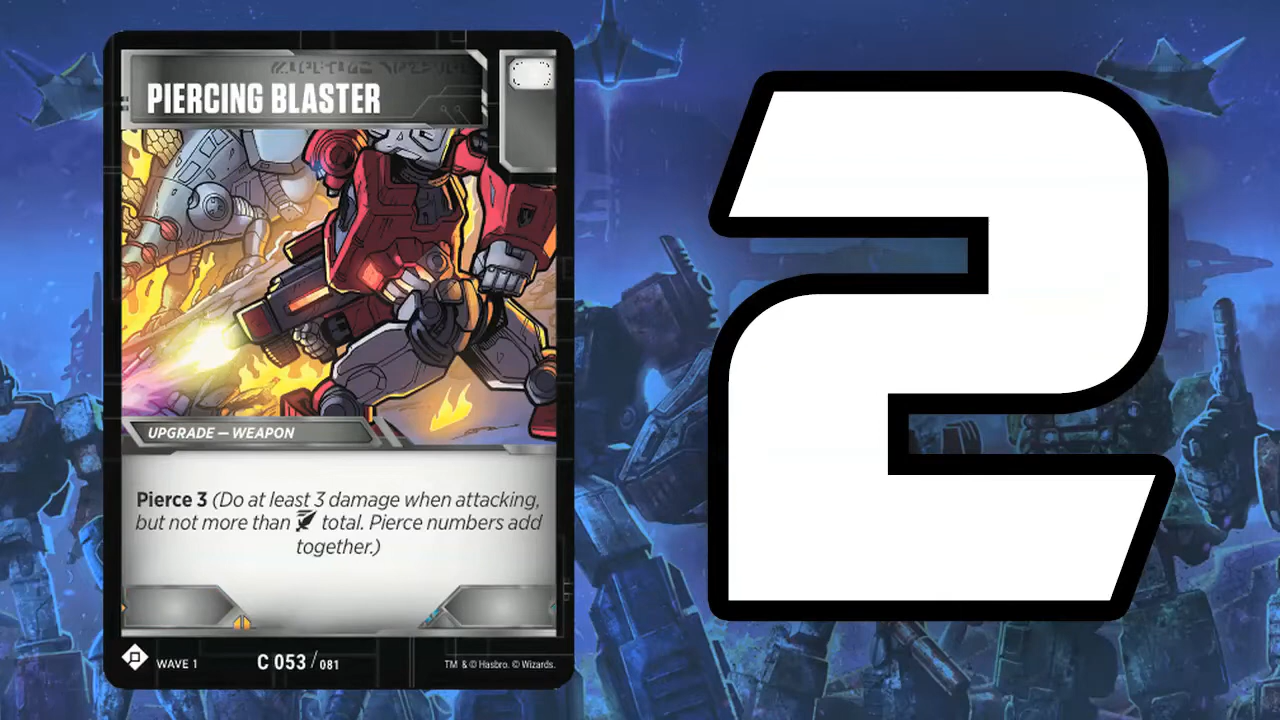 PIERCING BLASTER
UPGRADE – WEAPON
Pierce 3 (Do at least 3 damage when attacking,
but not more than total. Pierce numbers add
together.)
WAVE 1
C 053 / 081
TM & © Hasbro. © Wizards.
2